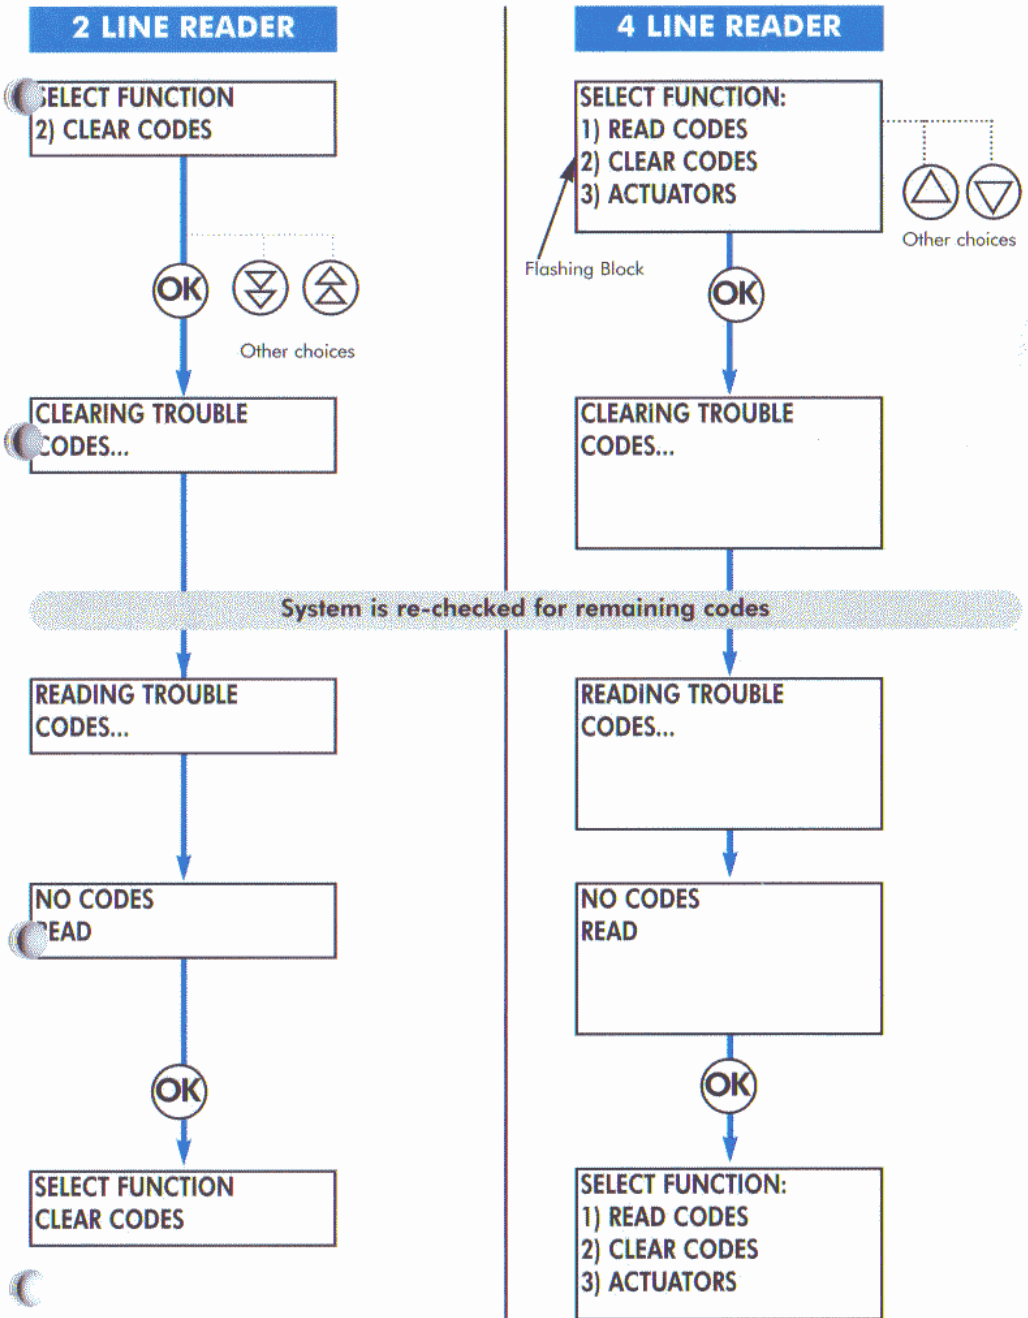 2 LINE READER
SELECT FUNCTION
2) CLEAR CODES
OK
Other choices
CLEARING TROUBLE
CODES...
4 LINE READER
SELECT FUNCTION:
1) READ CODES
2) CLEAR CODES
3) ACTUATORS
Other choices
Flashing Block
OK
CLEARING TROUBLE
CODES...
System is re-checked for remaining codes
READING TROUBLE
CODES...
NO CODES
READ
OK
SELECT FUNCTION
CLEAR CODES
READING TROUBLE
CODES...
NO CODES
READ
OK
SELECT FUNCTION:
1) READ CODES
2) CLEAR CODES
3) ACTUATORS